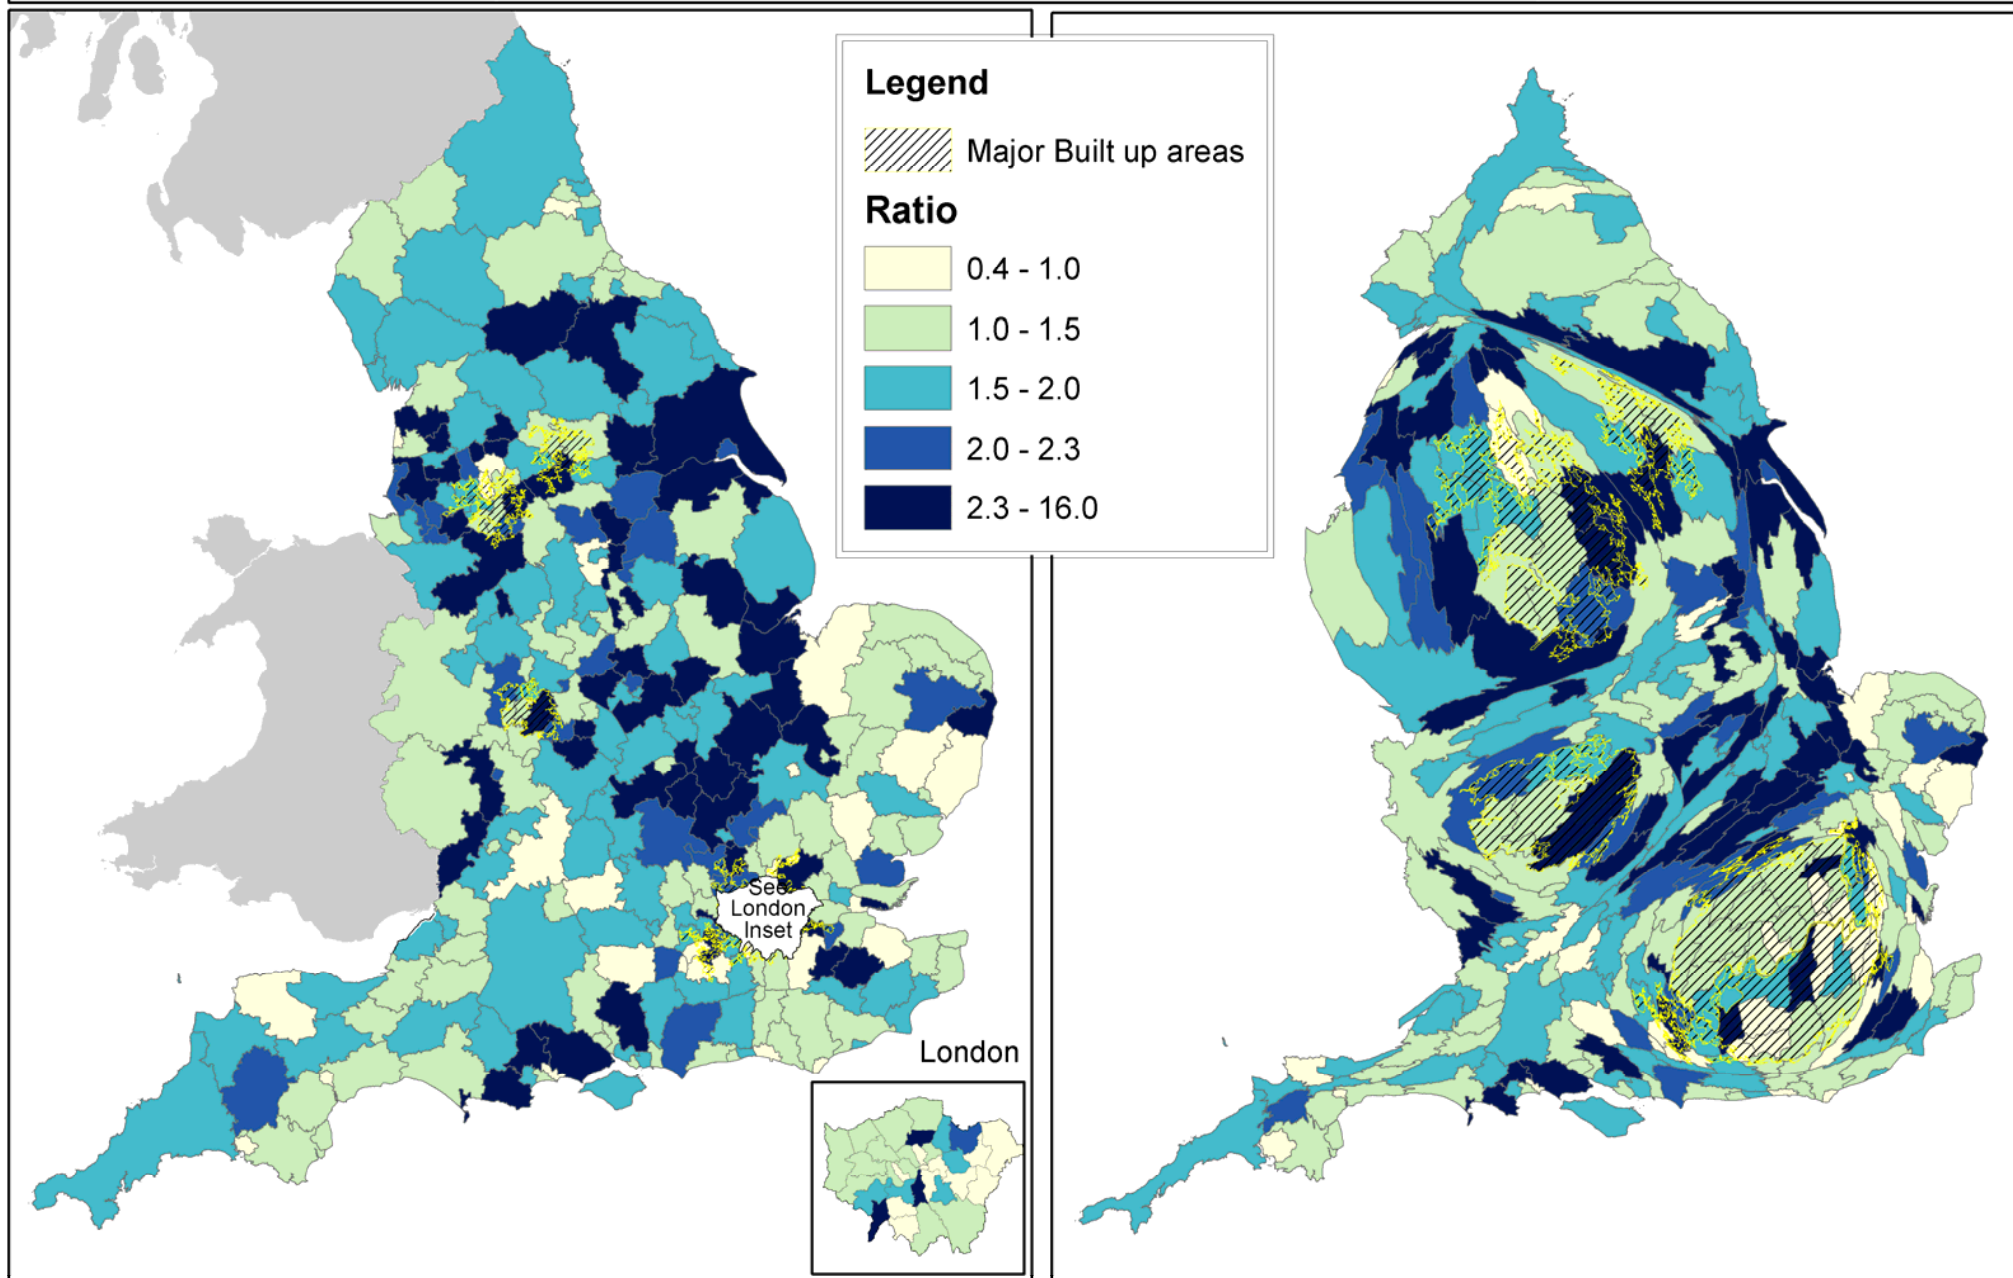 Legend
Major Built up areas
Ratio
0.4 - 1.0
1.0 - 1.5
1.5 - 2.0
2.0 - 2.3
2.3 - 16.0
See
London
Inset
London